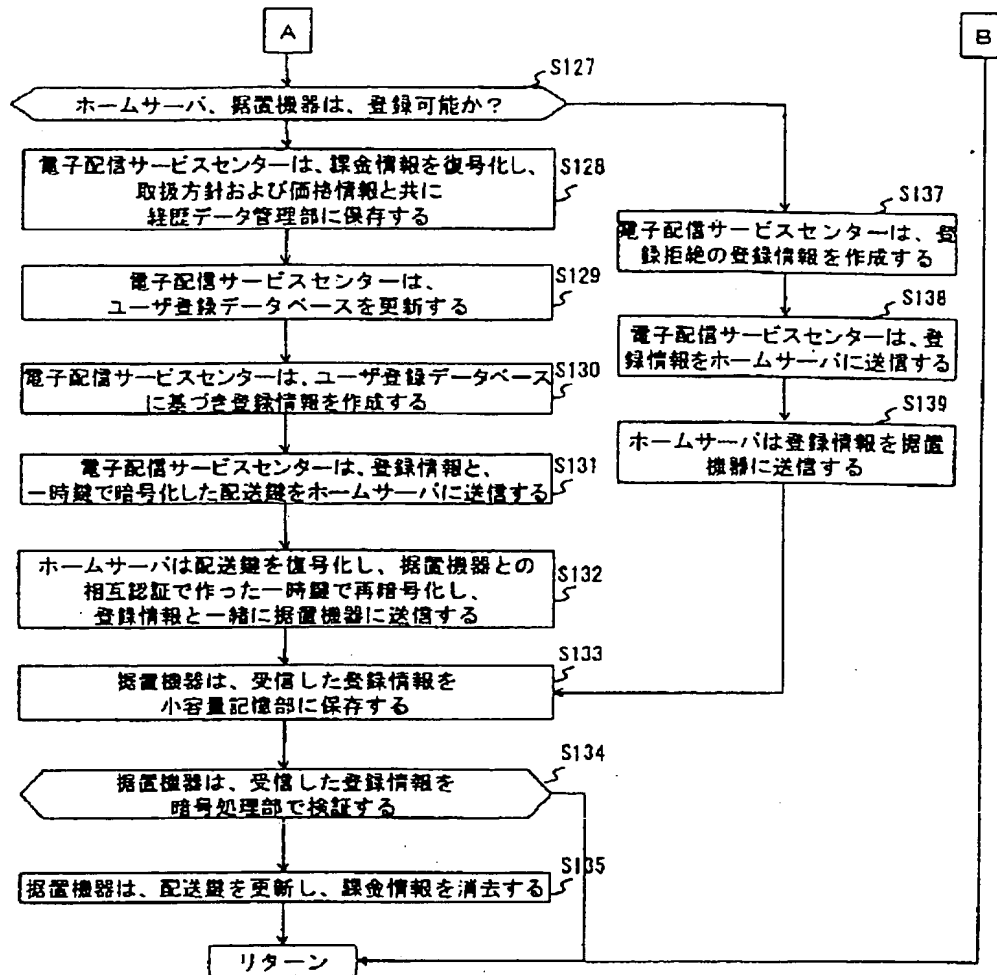 A
B
S127
ホームサーバ、据置機器は、登録可能か？
電子配信サービスセンターは、課金情報を復号化し、
取扱方針および価格情報と共に
経歴データ管理部に保存する
S128
S137
電子配信サービスセンターは、登
録拒絶の登録情報を作成する
電子配信サービスセンターは、
ユーザ登録データベースを更新する
S129
S138
電子配信サービスセンターは、登
録情報をホームサーバに送信する
電子配信サービスセンターは、ユーザ登録データベース
に基づき登録情報を作成する
S130
S139
ホームサーバは登録情報を据置
機器に送信する
電子配信サービスセンターは、登録情報と、
一時鍵で暗号化した配送鍵をホームサーバに送信する
S131
ホームサーバは配送鍵を復号化し、据置機器との
相互認証で作った一時鍵で再暗号化し、
登録情報と一緒に据置機器に送信する
S132
S133
据置機器は、受信した登録情報を
小容量記憶部に保存する
S134
据置機器は、受信した登録情報を
暗号処理部で検証する
S135
据置機器は、配送鍵を更新し、課金情報を消去する
リターン